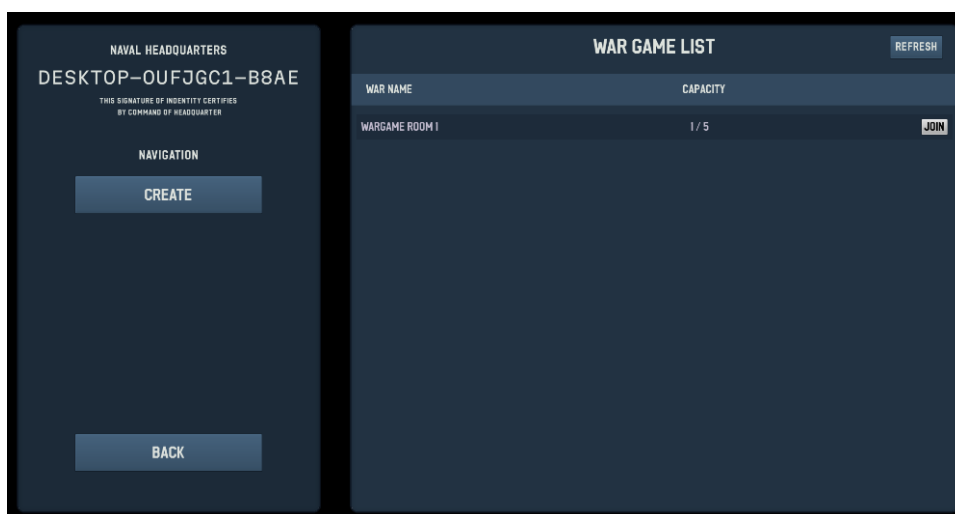 NAVAL HEADQUARTERS
DESKTOP-OUFJGC1-B8AE
THIS SIGNATURE OF INDENTITY CERTIFIES
BY COMMAND OF HEADQUARTER
NAVIGATION
CREATE
BACK
WAR GAME LIST
REFRESH
WAR NAME CAPACITY
WARGAME ROOM 1 1 / 5 JOIN